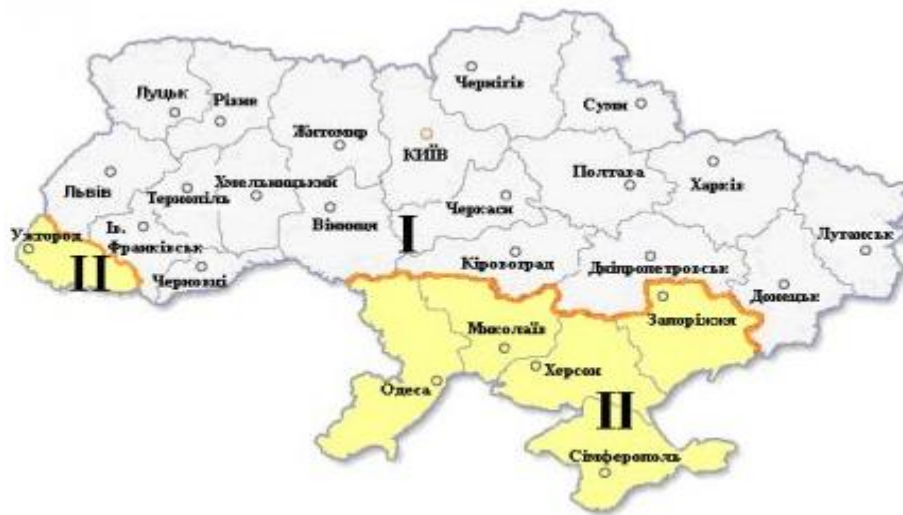 Чернігів
Луцьк
Рівне
Суми
Житомир
КИЇВ
Полтава
Харків
Львів
Тернопіль
Хмельницький
Черкаси
Вінниця
I
Ужгород
Ів.
Франківськ
II
Чернівці
Кіровоград
Дніпропетровськ
Луганськ
Донецьк
Миколаїв
Запоріжжя
Херсон
Одеса
II
Сімферополь